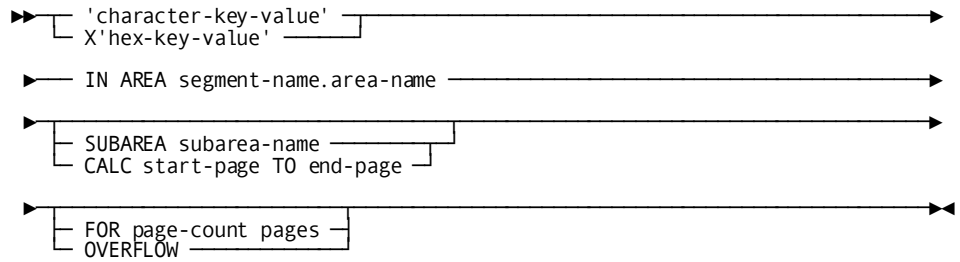 'character-key-value'
X'hex-key-value'
IN AREA segment-name.area-name
SUBAREA subarea-name
CALC start-page TO end-page
FOR page-count pages
OVERFLOW